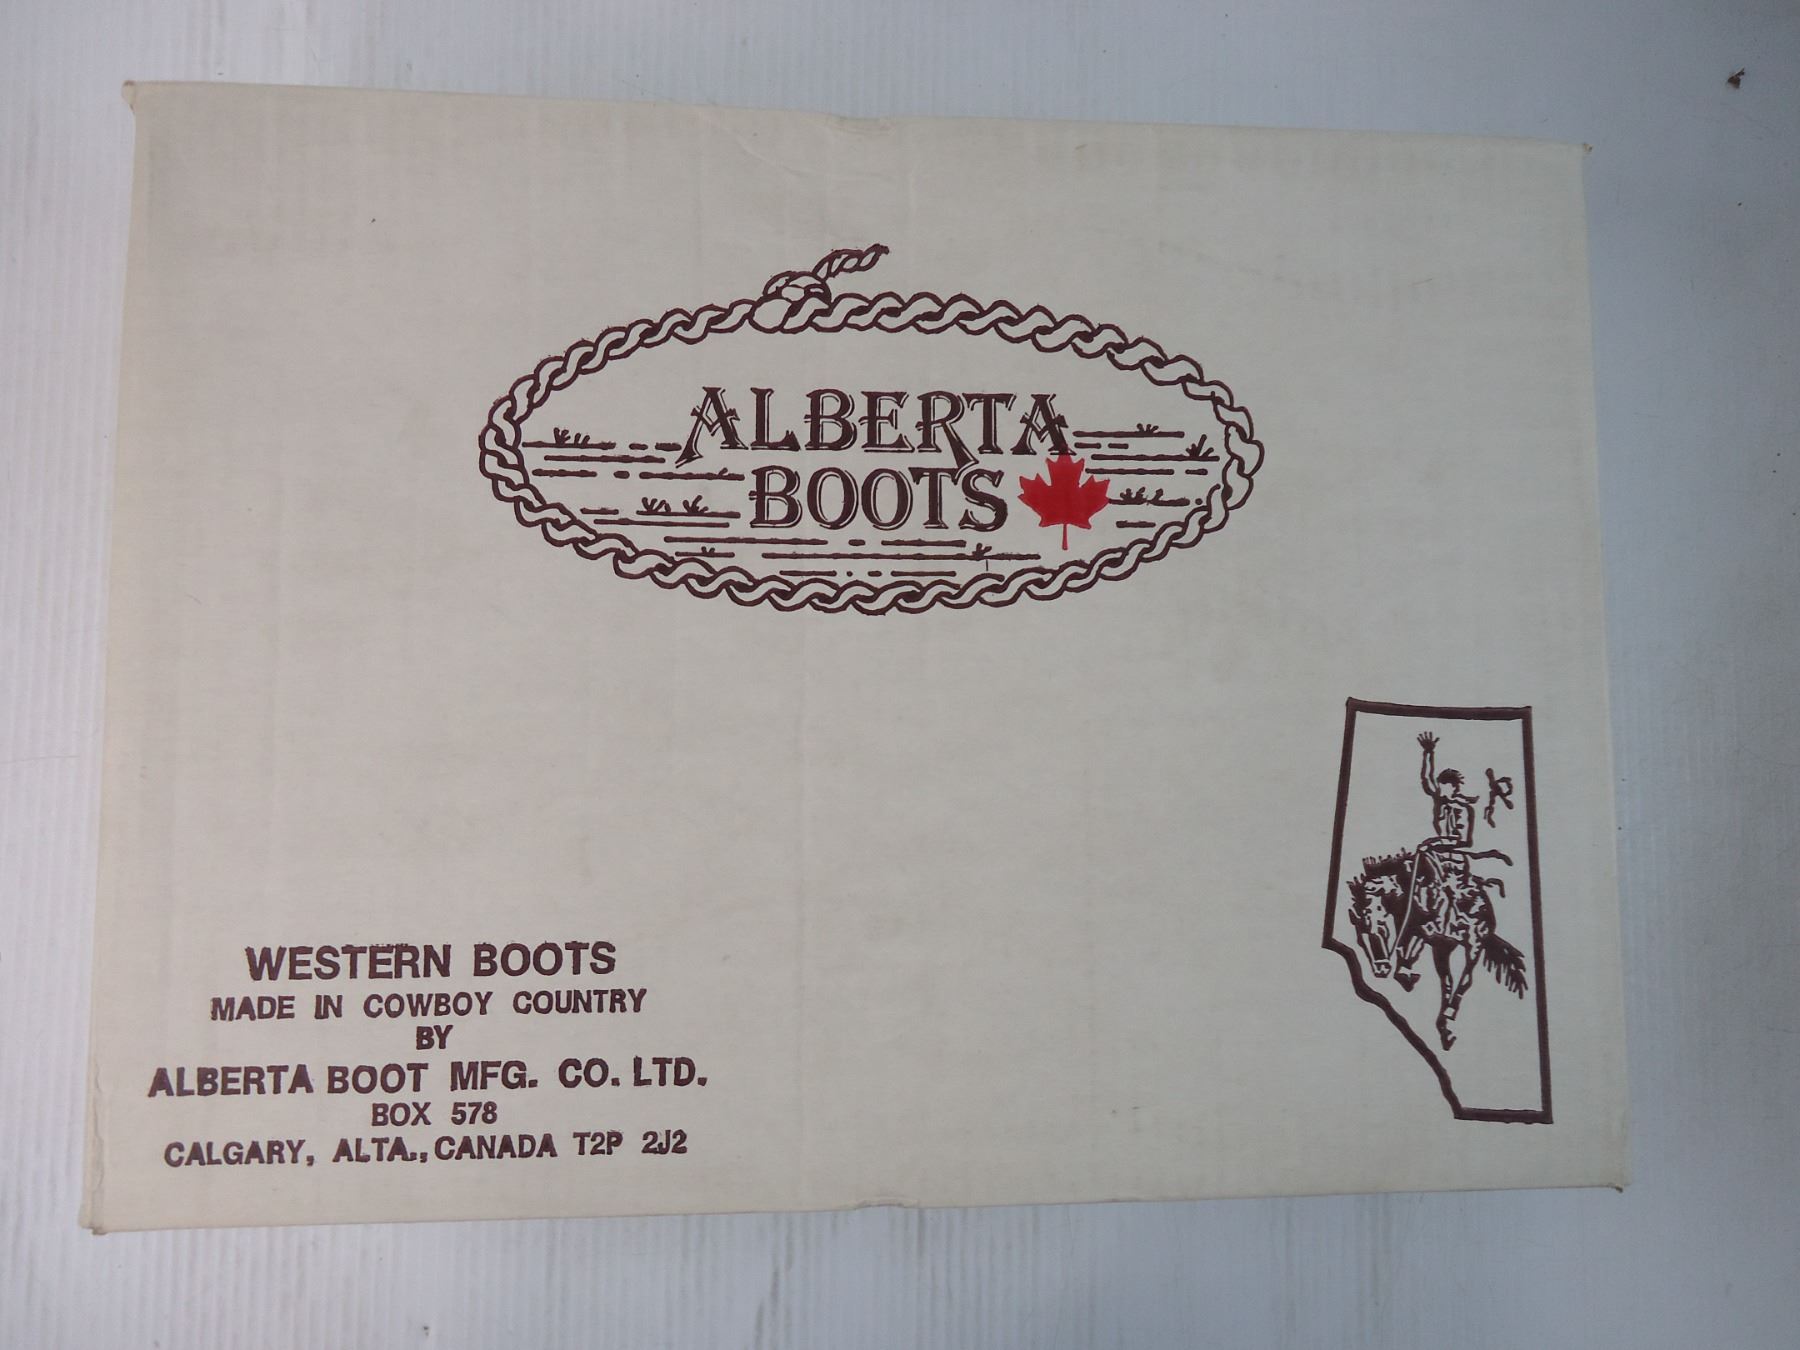 ALBERTA
BOOTS
WESTERN BOOTS
MADE IN COWBOY COUNTRY
BY
ALBERTA BOOT MFG. CO. LTD.
BOX 578
CALGARY, ALTA., CANADA T2P 2J2